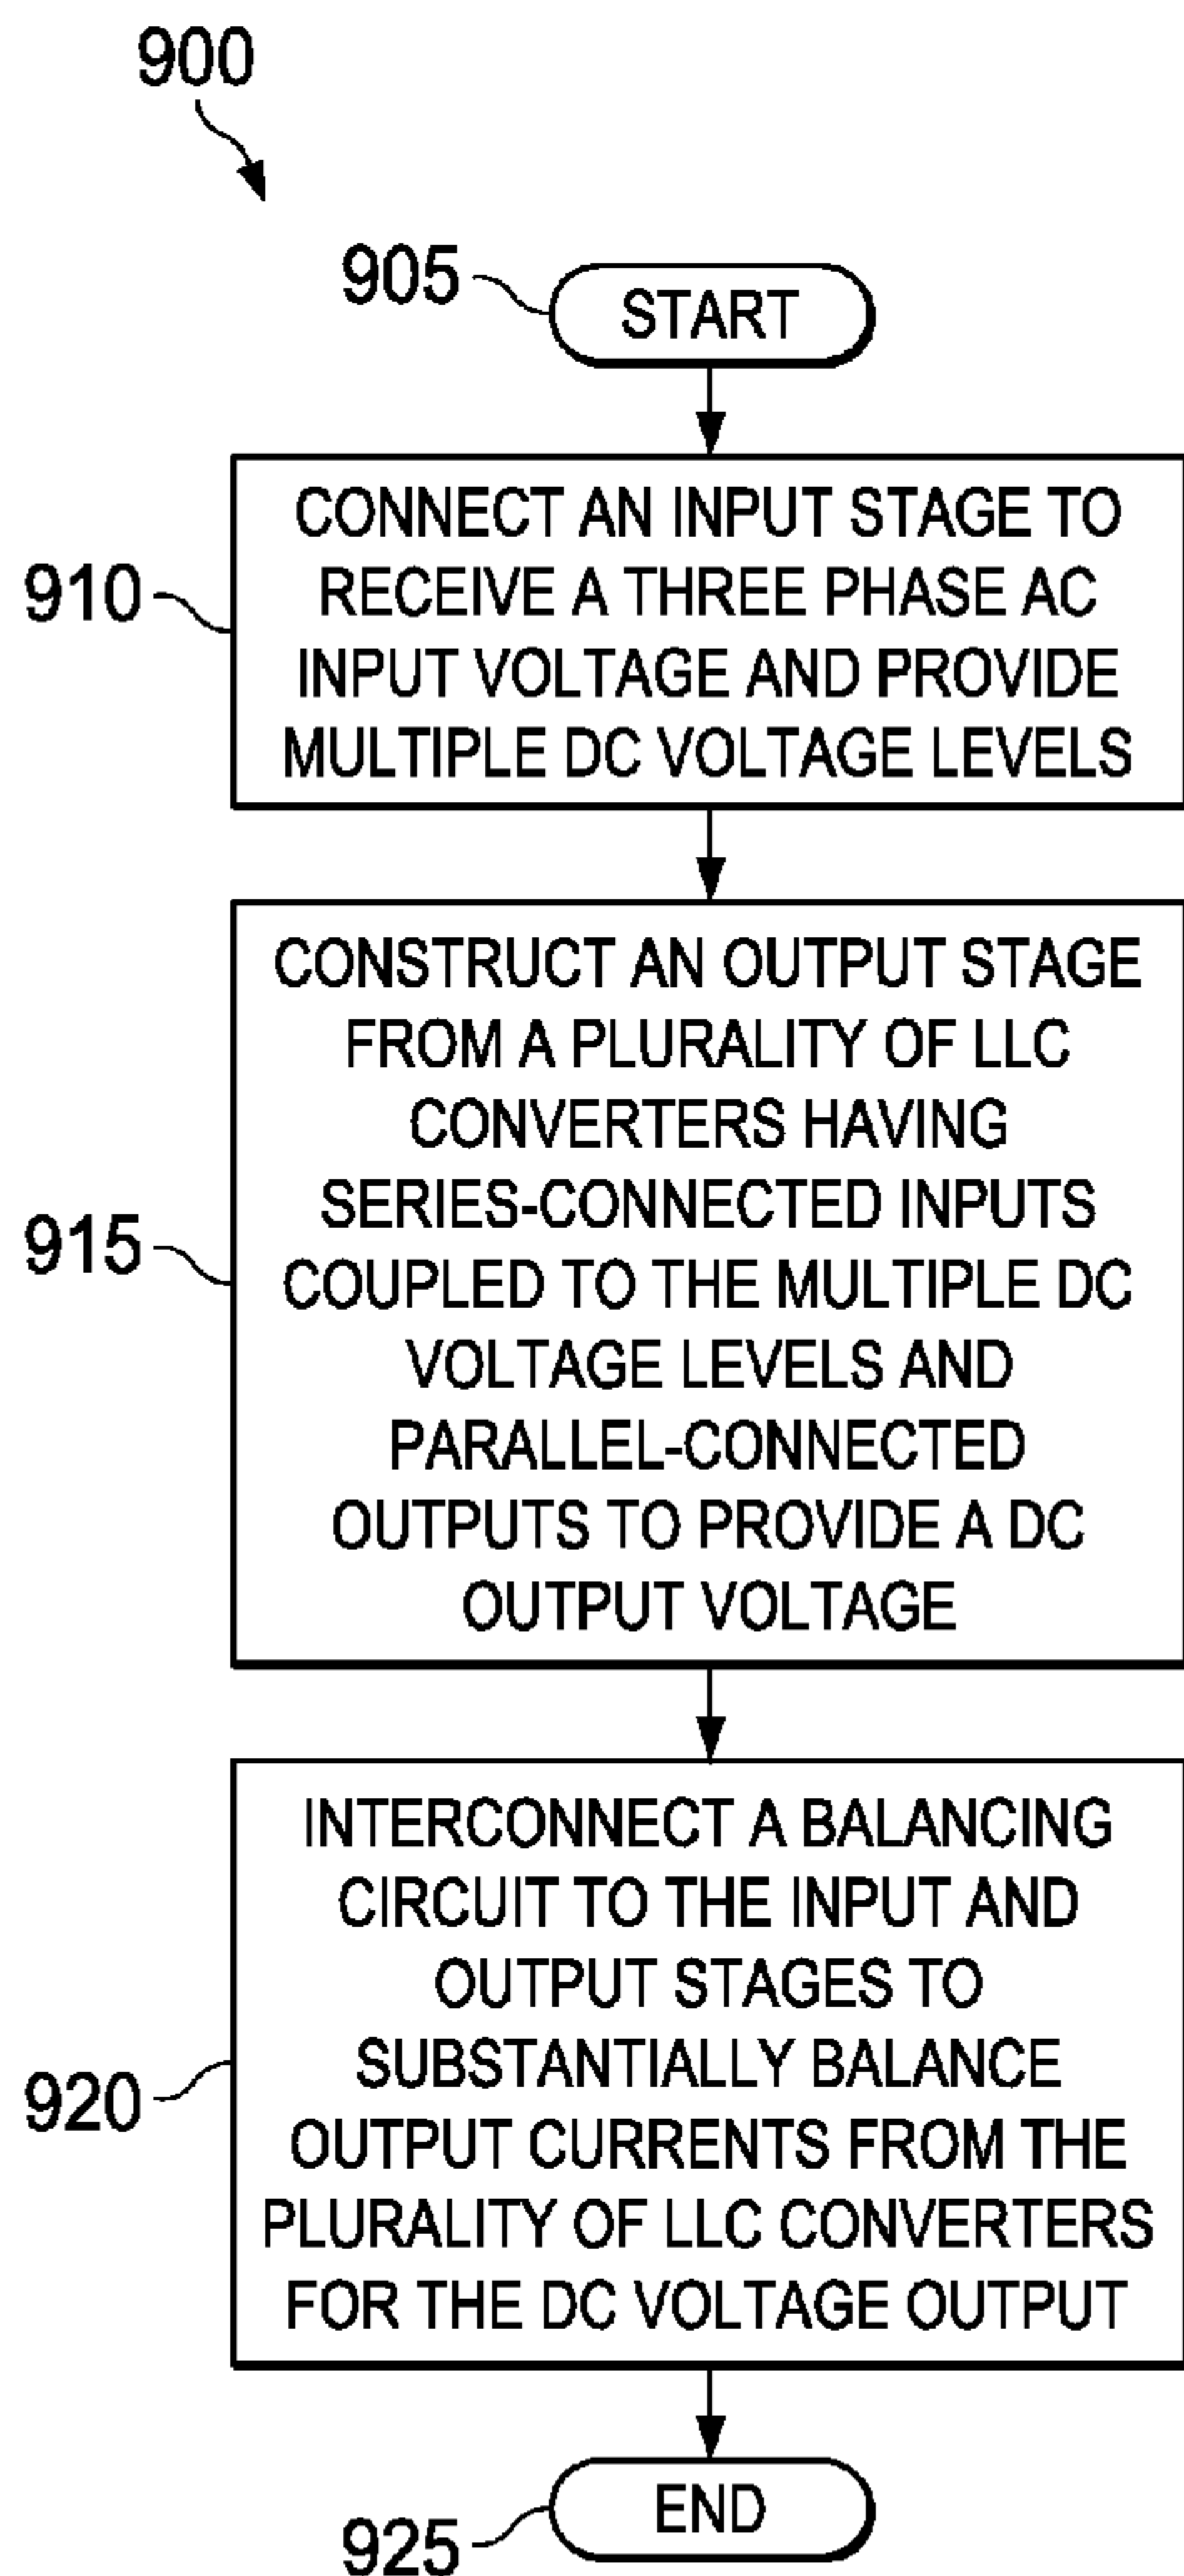 900
905
START
910
CONNECT AN INPUT STAGE TO
RECEIVE A THREE PHASE AC
INPUT VOLTAGE AND PROVIDE
MULTIPLE DC VOLTAGE LEVELS
915
CONSTRUCT AN OUTPUT STAGE
FROM A PLURALITY OF LLC
CONVERTERS HAVING
SERIES-CONNECTED INPUTS
COUPLED TO THE MULTIPLE DC
VOLTAGE LEVELS AND
PARALLEL-CONNECTED
OUTPUTS TO PROVIDE A DC
OUTPUT VOLTAGE
920
INTERCONNECT A BALANCING
CIRCUIT TO THE INPUT AND
OUTPUT STAGES TO
SUBSTANTIALLY BALANCE
OUTPUT CURRENTS FROM THE
PLURALITY OF LLC CONVERTERS
FOR THE DC VOLTAGE OUTPUT
925
END